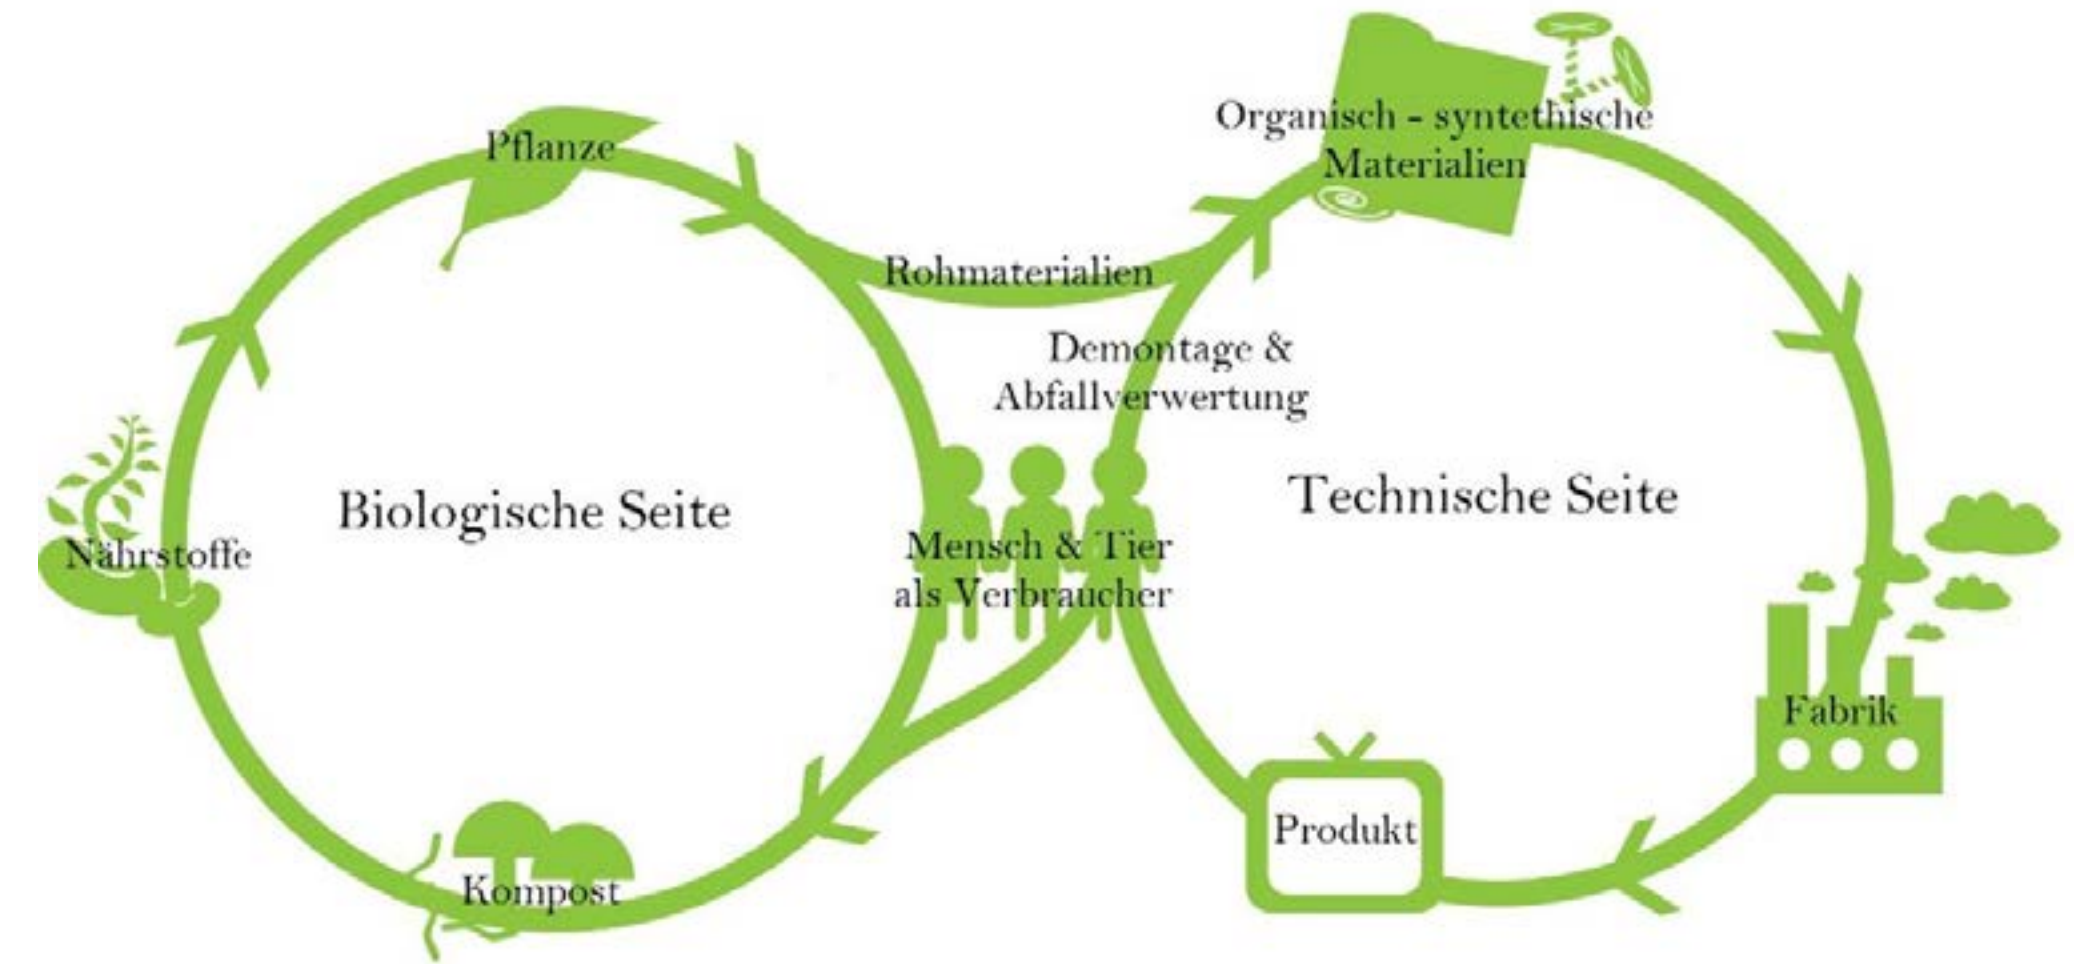 Organisch - syntethische
Materialien
Pflanze
Rohmaterialien
Demontage &
Abfallverwertung
Biologische Seite
Technische Seite
Nährstoffe
Mensch & Tier
als Verbraucher
Fabrik
Produkt
Kompost